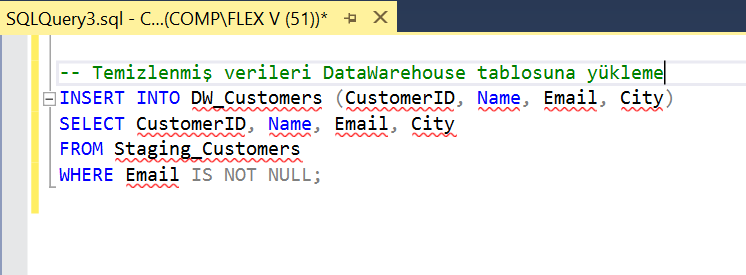 SQLQuery3.sql - C...(COMP\FLEX V (51))*
-- Temizlenmiş verileri DataWarehouse tablosuna yükleme
INSERT INTO DW_Customers (CustomerID, Name, Email, City)
SELECT CustomerID, Name, Email, City
FROM Staging_Customers
WHERE Email IS NOT NULL;